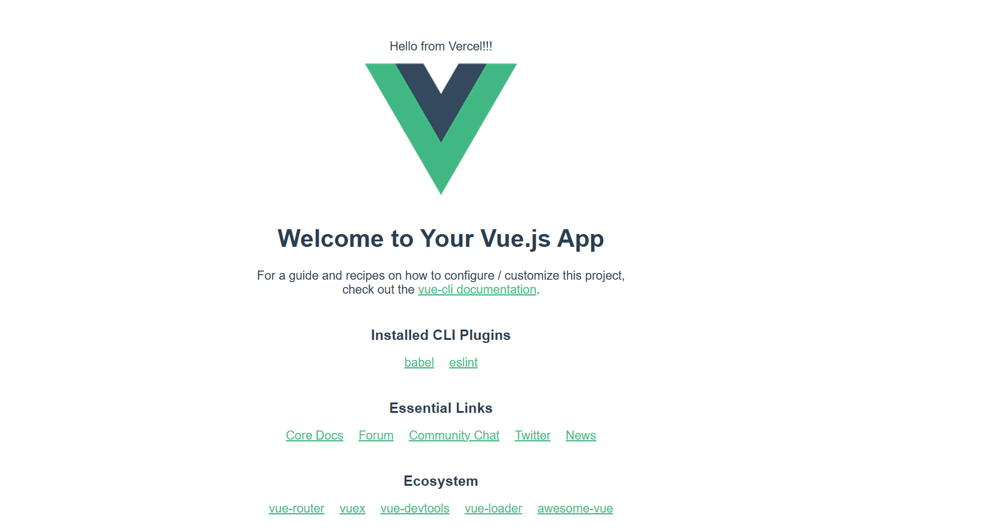 Hello from Vercel!!!
Welcome to Your Vue.js App
For a guide and recipes on how to configure / customize this project,
check out the vue-cli documentation.
Installed CLI Plugins
babel eslint
Essential Links
Core Docs Forum Community Chat Twitter News
Ecosystem
vue-router vuex vue-devtools vue-loader awesome-vue